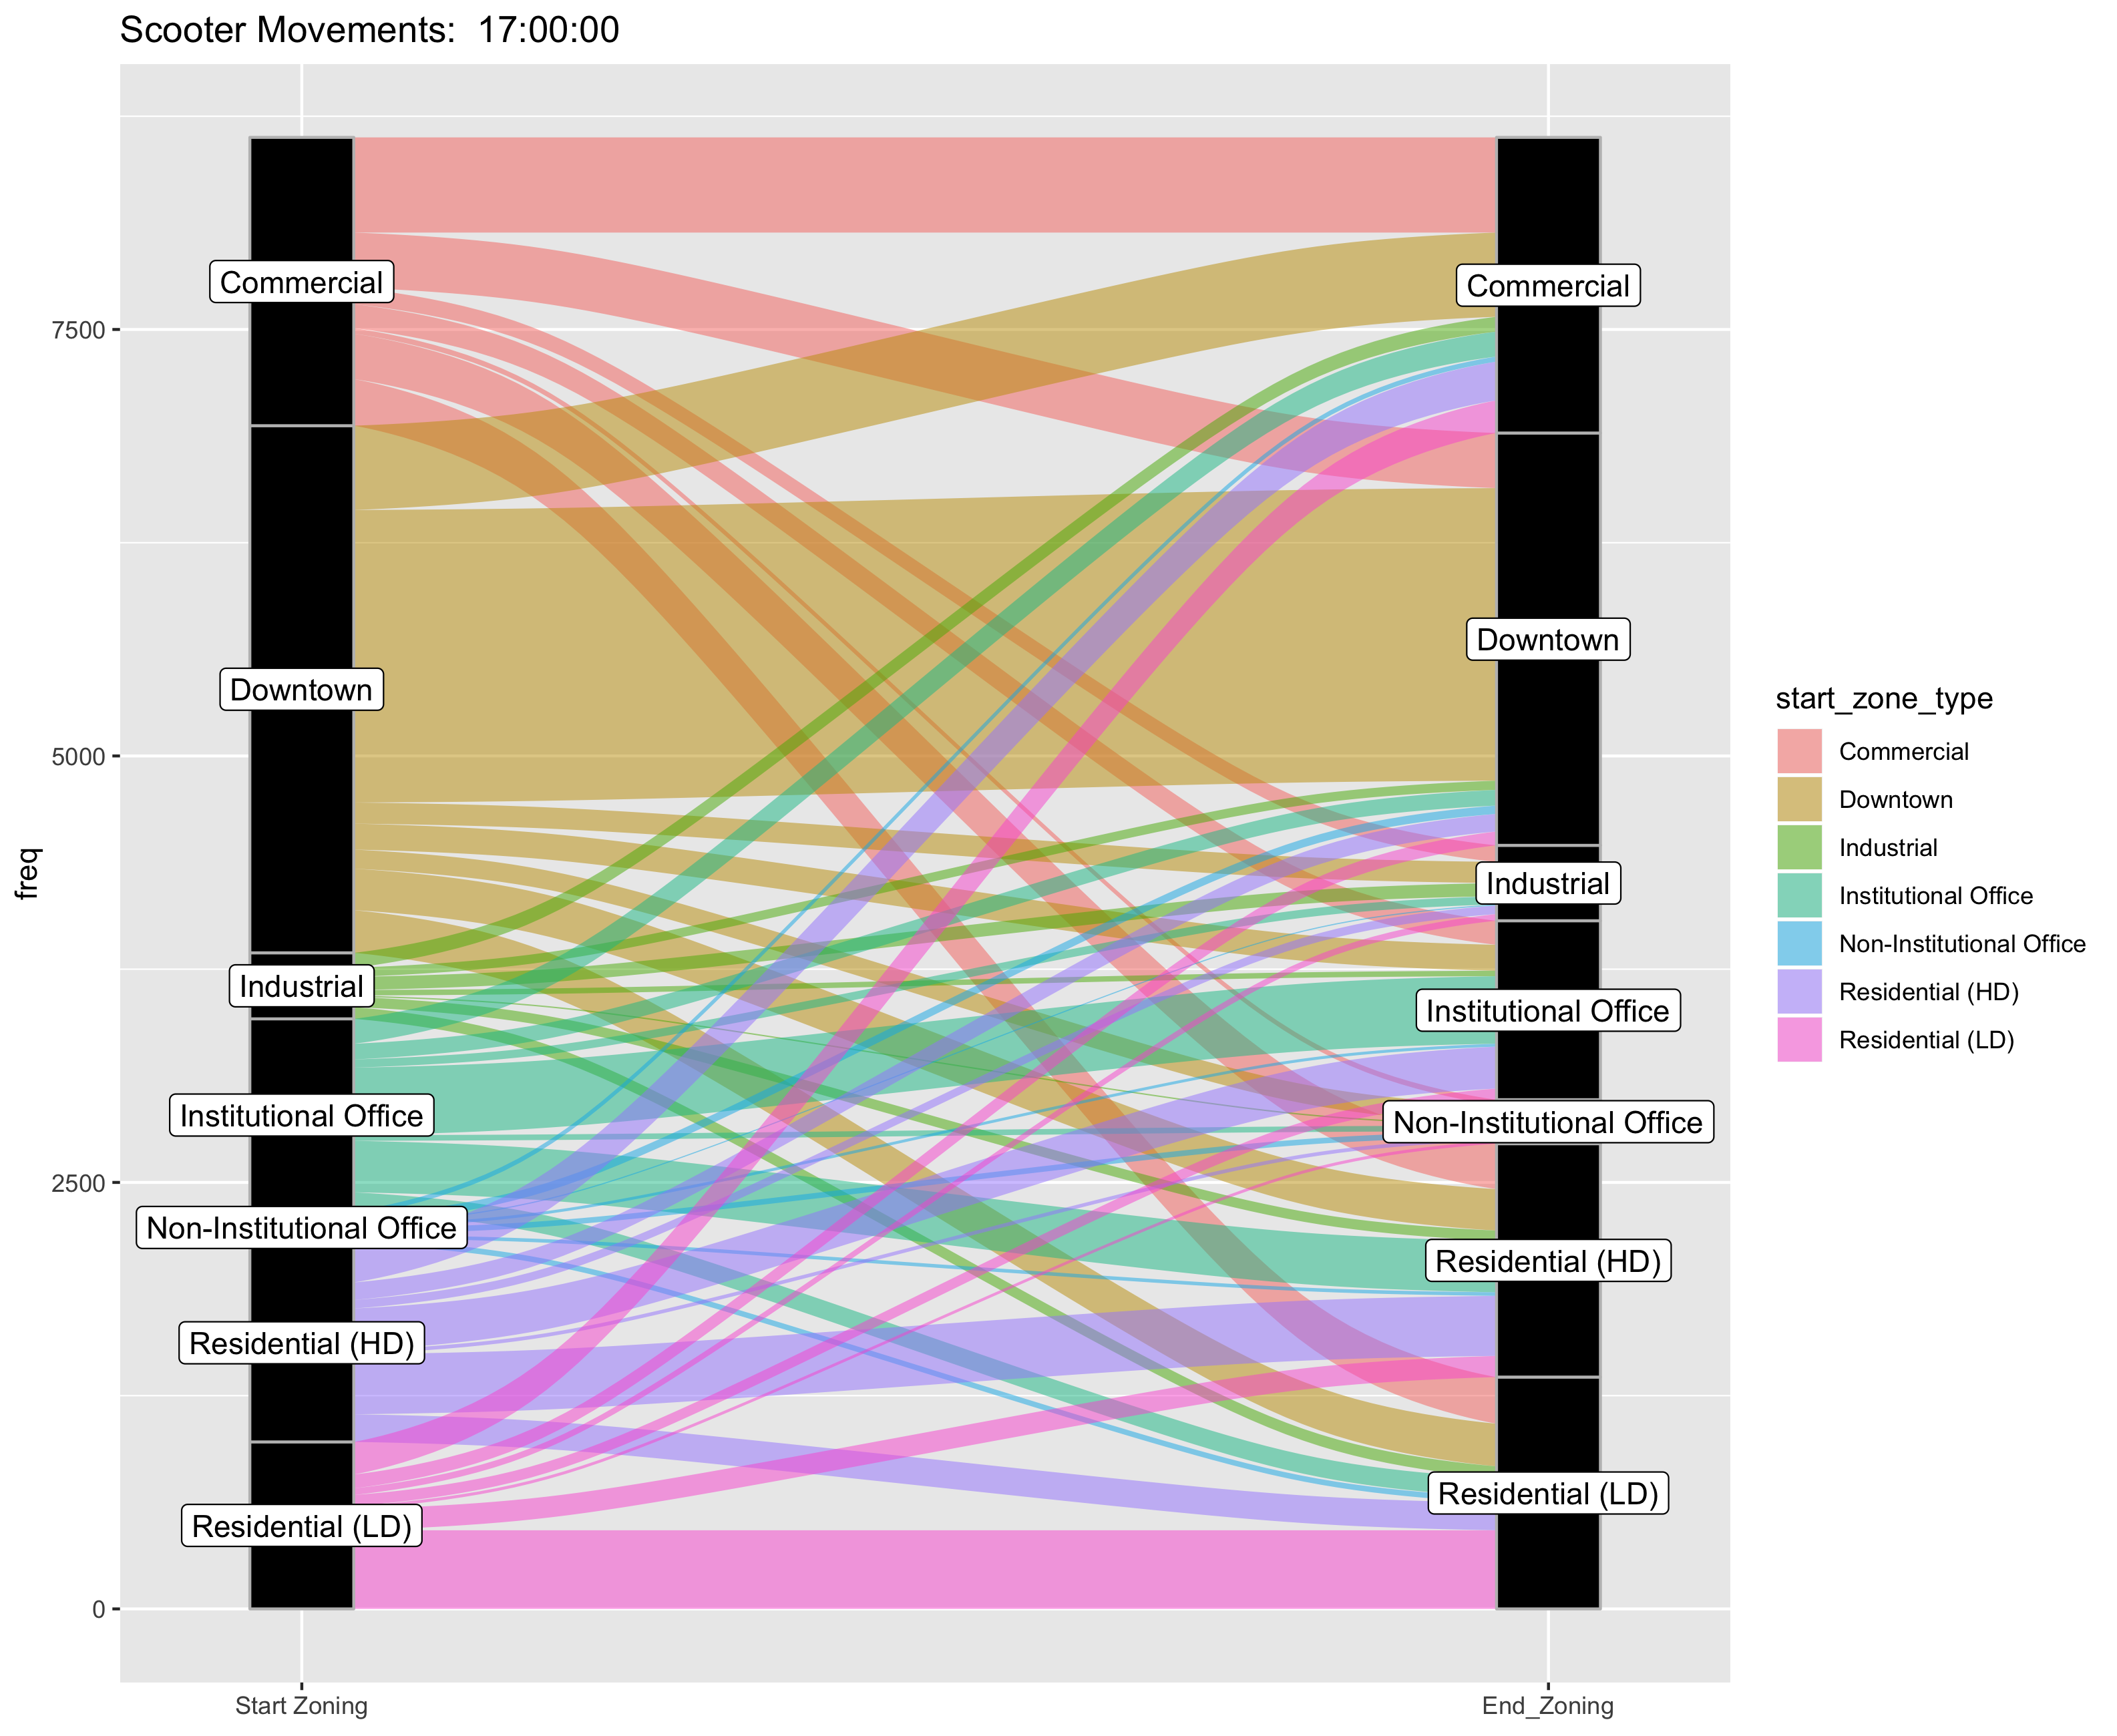 Scooter Movements:  17:00:00
freq
7500
5000
2500
0
Commercial
Downtown
Industrial
Institutional Office
Non-Institutional Office
Residential (HD)
Residential (LD)
Commercial
Downtown
Industrial
Institutional Office
Non-Institutional Office
Residential (HD)
Residential (LD)
Start Zoning
End_Zoning
start_zone_type
Commercial
Downtown
Industrial
Institutional Office
Non-Institutional Office
Residential (HD)
Residential (LD)